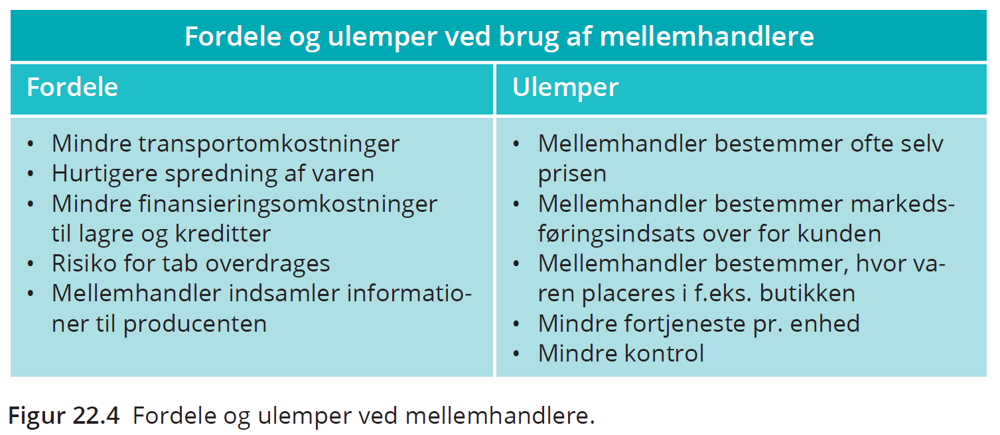 Fordele og ulemper ved brug af mellemhandlere
Fordele
• Mindre transportomkostninger
• Hurtigere spredning af varen
• Mindre finansieringsomkostninger
til lagre og kreditter
• Risiko for tab overdrages
• Mellemhandler indsamler informatio-
ner til producenten
Ulemper
• Mellemhandler bestemmer ofte selv
prisen
• Mellemhandler bestemmer markeds-
føringsindsats over for kunden
• Mellemhandler bestemmer, hvor va-
ren placeres i f.eks. butikken
• Mindre fortjeneste pr. enhed
• Mindre kontrol
Figur 22.4 Fordele og ulemper ved mellemhandlere.